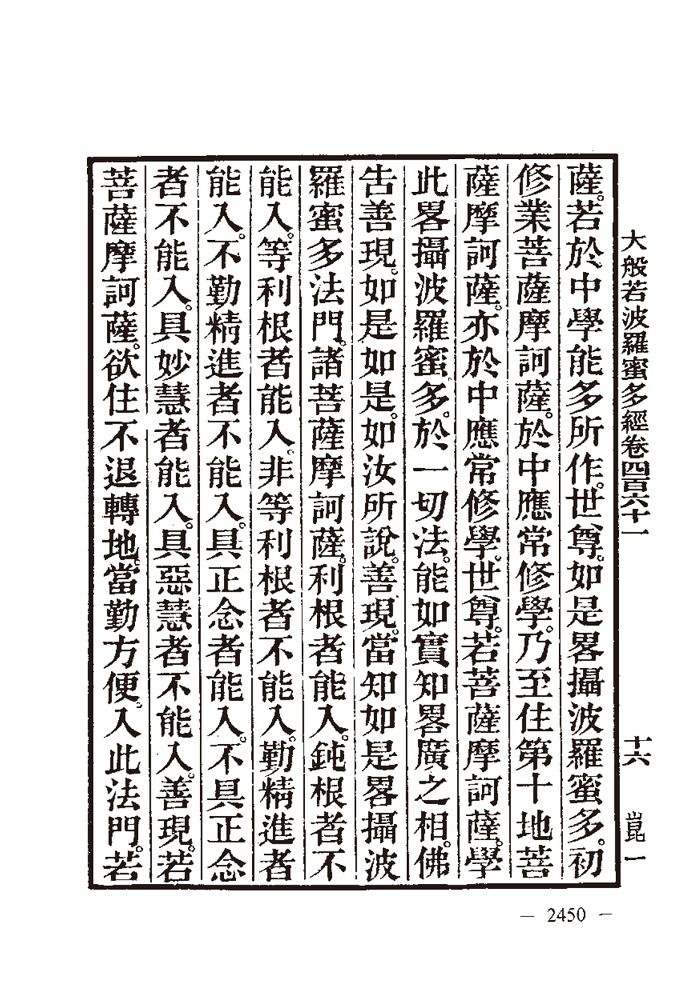 大般若波羅蜜多經卷四百六十一 十六 崑一
薩。若於中學能多所作。世尊。如是畧攝波羅蜜多。初
修業菩薩摩訶薩。於中應常修學。乃至住第十地菩
薩摩訶薩。亦於中應常修學。世尊。若菩薩摩訶薩。學
此畧攝波羅蜜多。於一切法。能如實知畧廣之相。佛
告善現。如是如是。如汝所說。善現。當知如是畧攝波
羅蜜多法門。諸菩薩摩訶薩。利根者能入。鈍根者不
能入。等利根者能入。非等利根者不能入。勤精進者
能入。不勤精進者不能入。具正念者能入。不具正念
者不能入。具妙慧者能入。具惡慧者不能入。善現。若
菩薩摩訶薩。欲住不退轉地。當勤方便。入此法門。若
— 2450 —